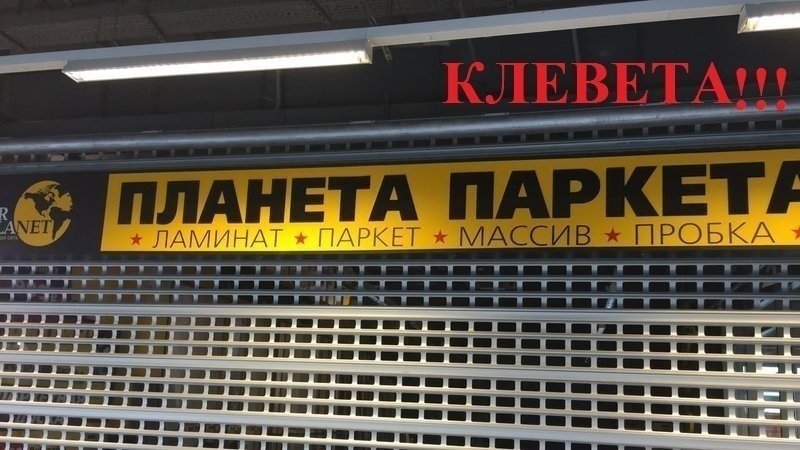 КЛЕВЕТА!!!
ПЛАНЕТА ПАРКЕТА
★ ЛАМИНАТ ★ ПАРКЕТ ★ МАССИВ ★ ПРОБКА ★